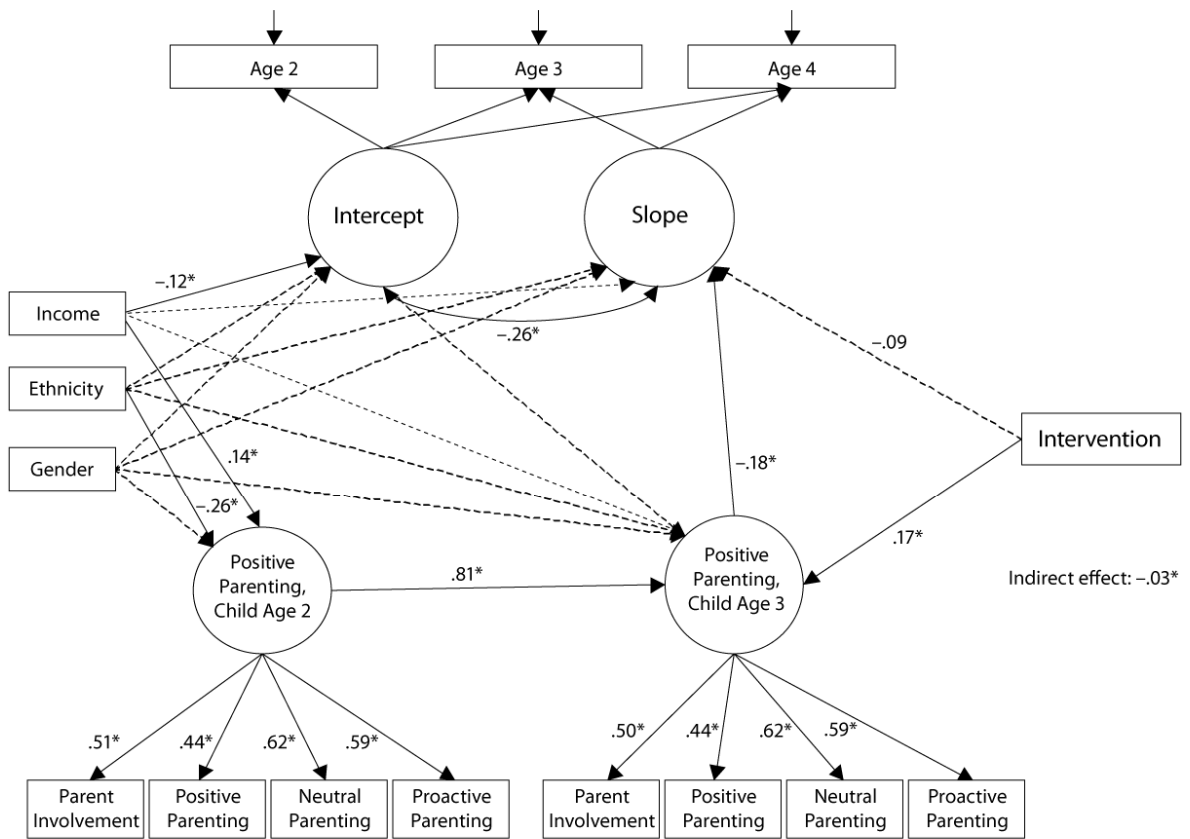 Age 2
Age 3
Age 4
Intercept
Slope
–.12*
Income
–.26*
–.09
Ethnicity
Intervention
Gender
.14*
–.18*
–.26*
.17*
Positive
Parenting,
Child Age 2
.81*
Positive
Parenting,
Child Age 3
Indirect effect: –.03*
.51*
.44*
.62*
.59*
.50*
.44*
.62*
.59*
Parent
Involvement
Positive
Parenting
Neutral
Parenting
Proactive
Parenting
Parent
Involvement
Positive
Parenting
Neutral
Parenting
Proactive
Parenting